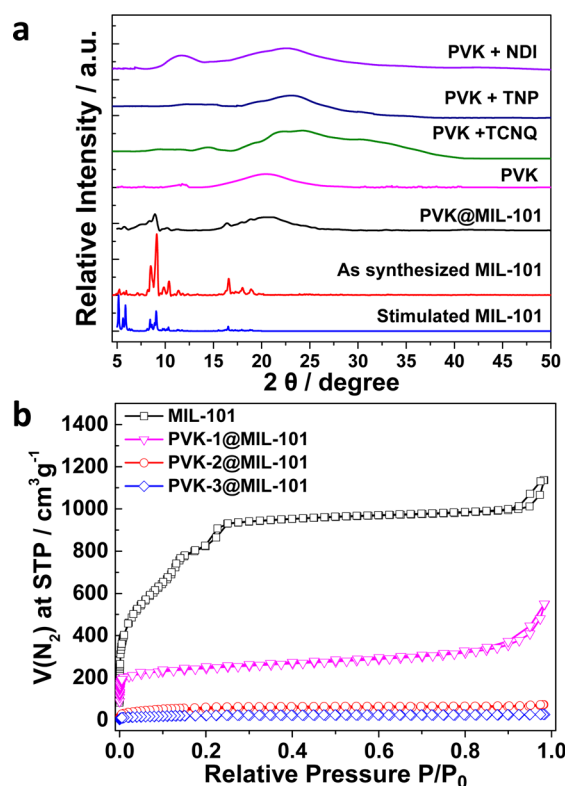 a
PVK + NDI
PVK + TNP
PVK +TCNQ
PVK
PVK@MIL-101
As synthesized MIL-101
Stimulated MIL-101
Relative Intensity / a.u.
5 10 15 20 25 30 35 40 45 50
2 θ / degree
b
MIL-101
PVK-1@MIL-101
PVK-2@MIL-101
PVK-3@MIL-101
1400
1200
1000
800
600
400
200
0
V(N₂) at STP / cm³g⁻¹
0.0 0.2 0.4 0.6 0.8 1.0
Relative Pressure P/P₀